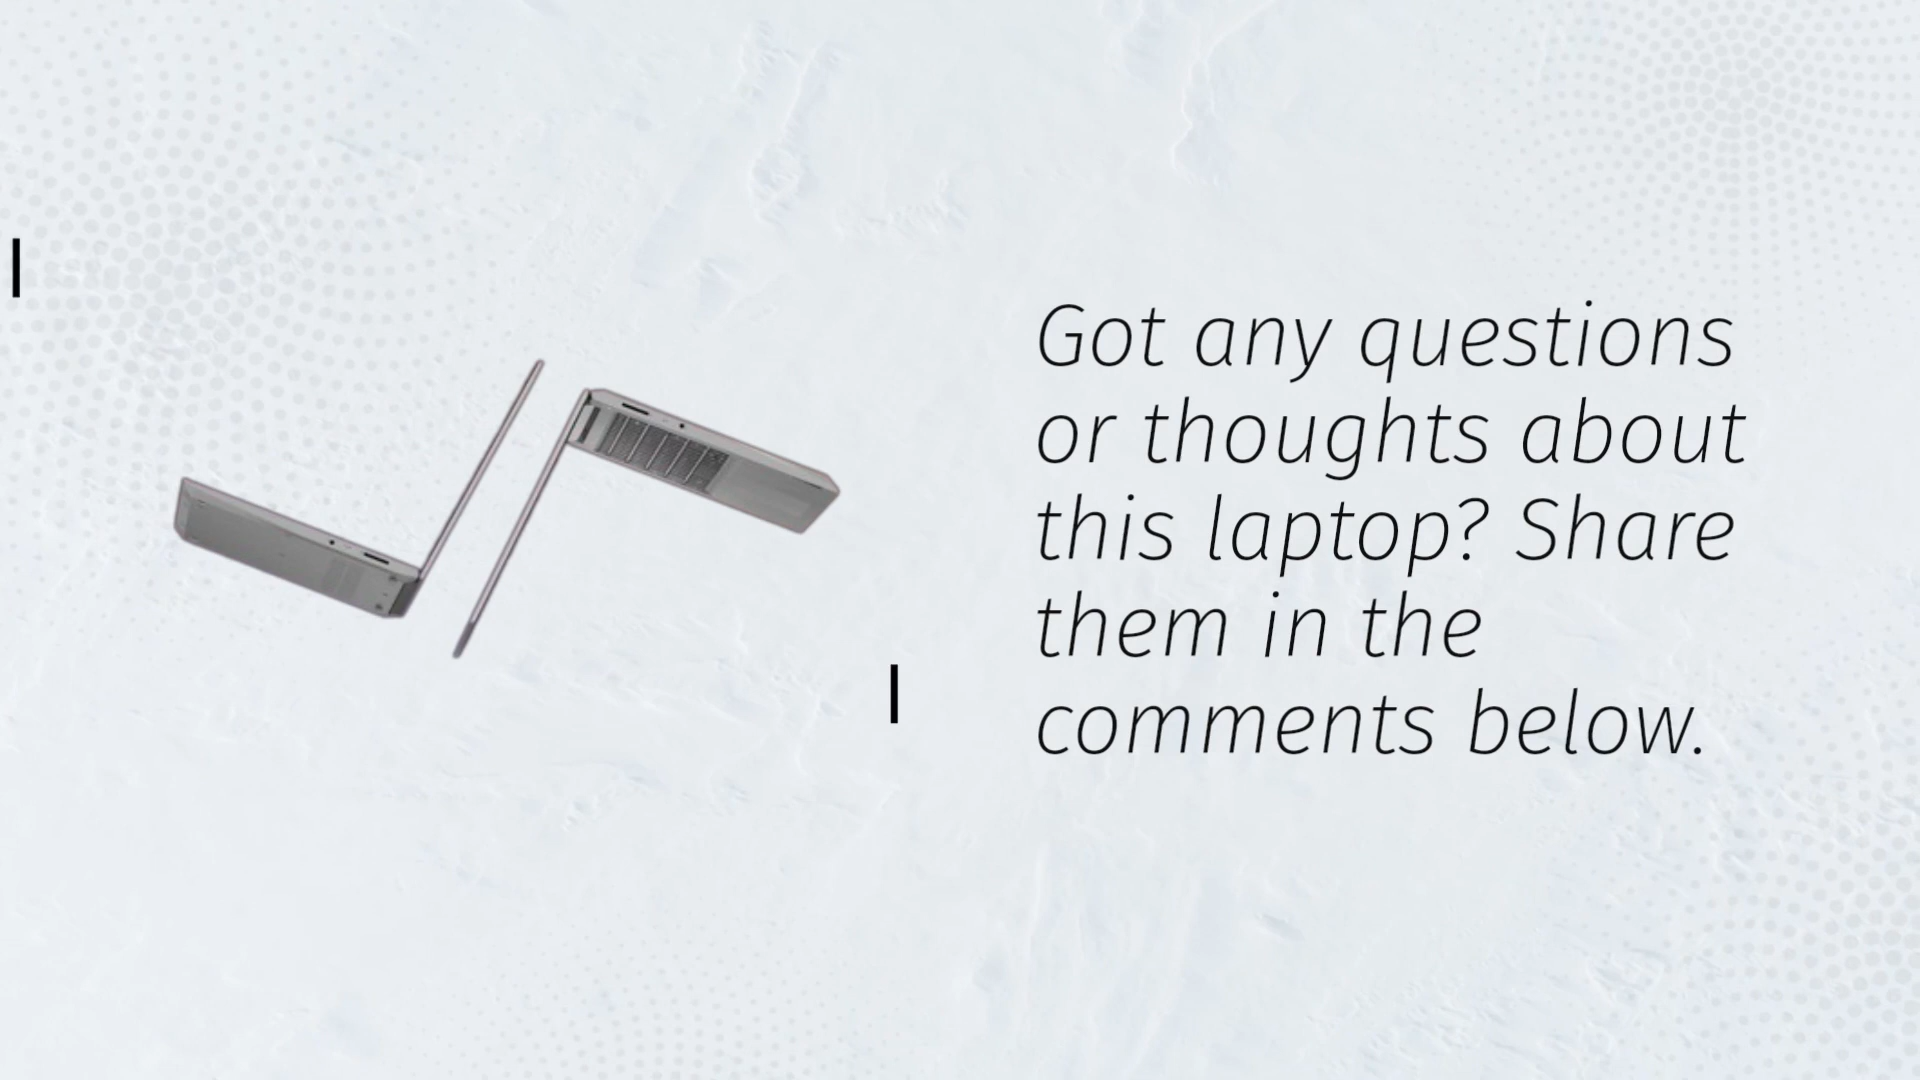 Got any questions
or thoughts about
this laptop? Share
them in the
comments below.